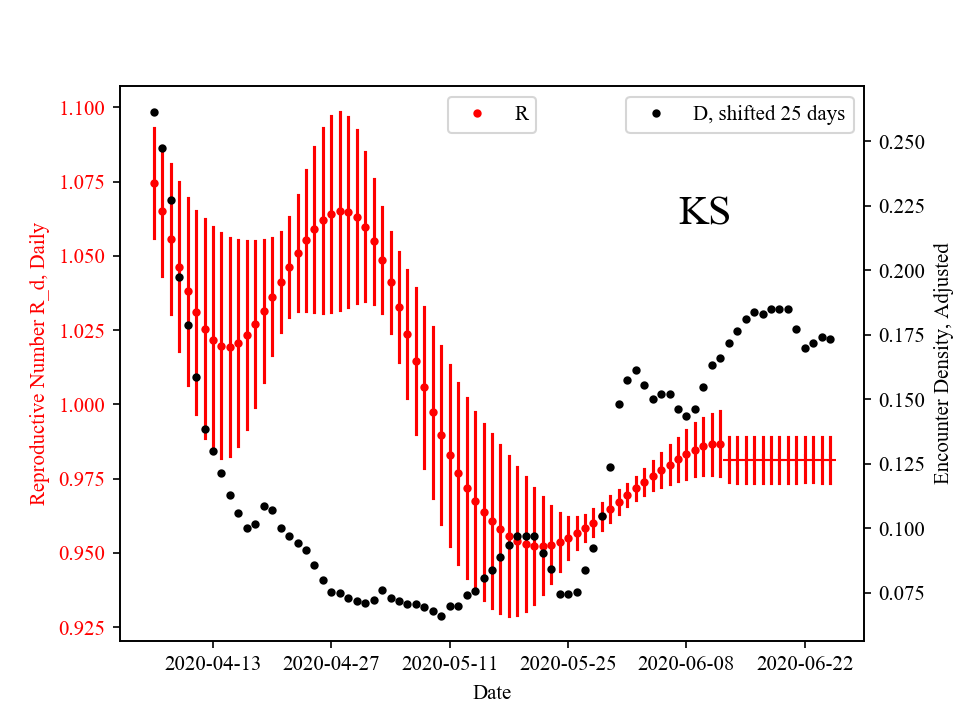 R
D, shifted 25 days
KS
Reproductive Number R_d, Daily
1.100
1.075
1.050
1.025
1.000
0.975
0.950
0.925
0.250
0.225
0.200
0.175
0.150
0.125
0.100
0.075
Encounter Density, Adjusted
2020-04-13 2020-04-27 2020-05-11 2020-05-25 2020-06-08 2020-06-22
Date